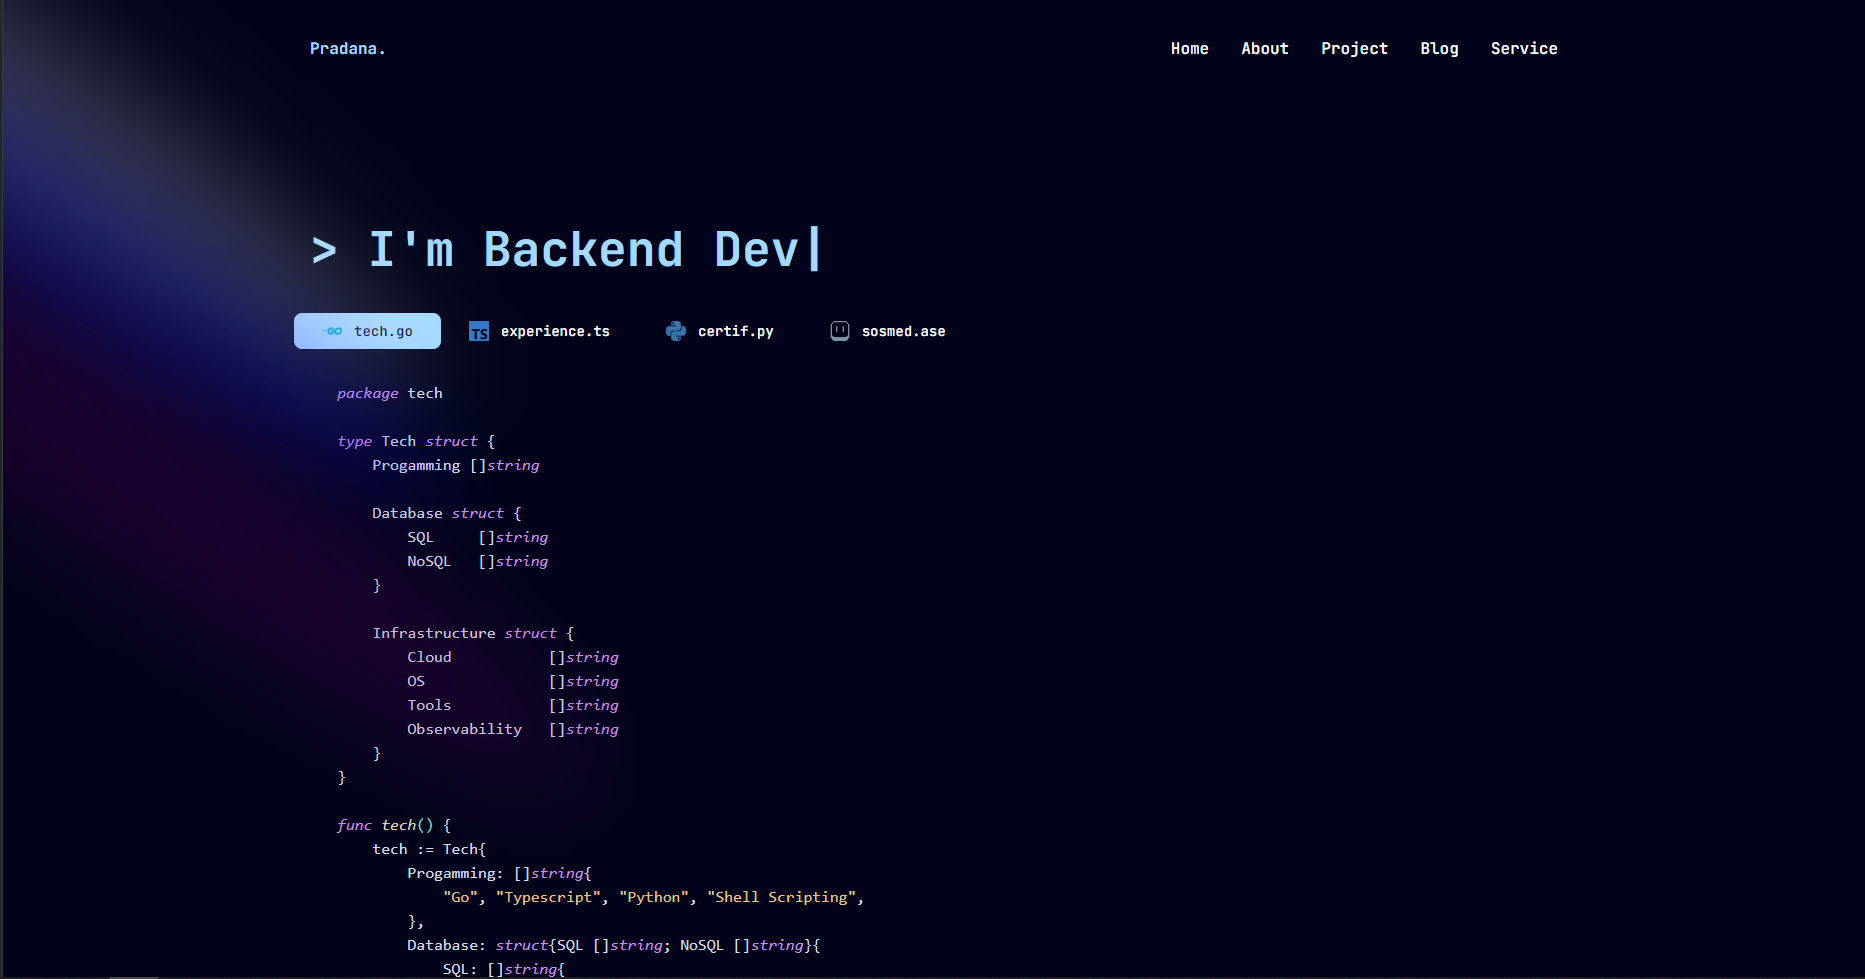 Pradana.
Home About Project Blog Service
> I'm Backend Dev|
GO tech.go TS experience.ts certif.py sosmed.ase
package tech
type Tech struct {
Progamming []string
Database struct {
SQL []string
NoSQL []string
}
Infrastructure struct {
Cloud []string
OS []string
Tools []string
Observability []string
}
}
func tech() {
tech := Tech{
Progamming: []string{
"Go", "Typescript", "Python", "Shell Scripting",
},
Database: struct{SQL []string; NoSQL []string}{
SQL: []string{